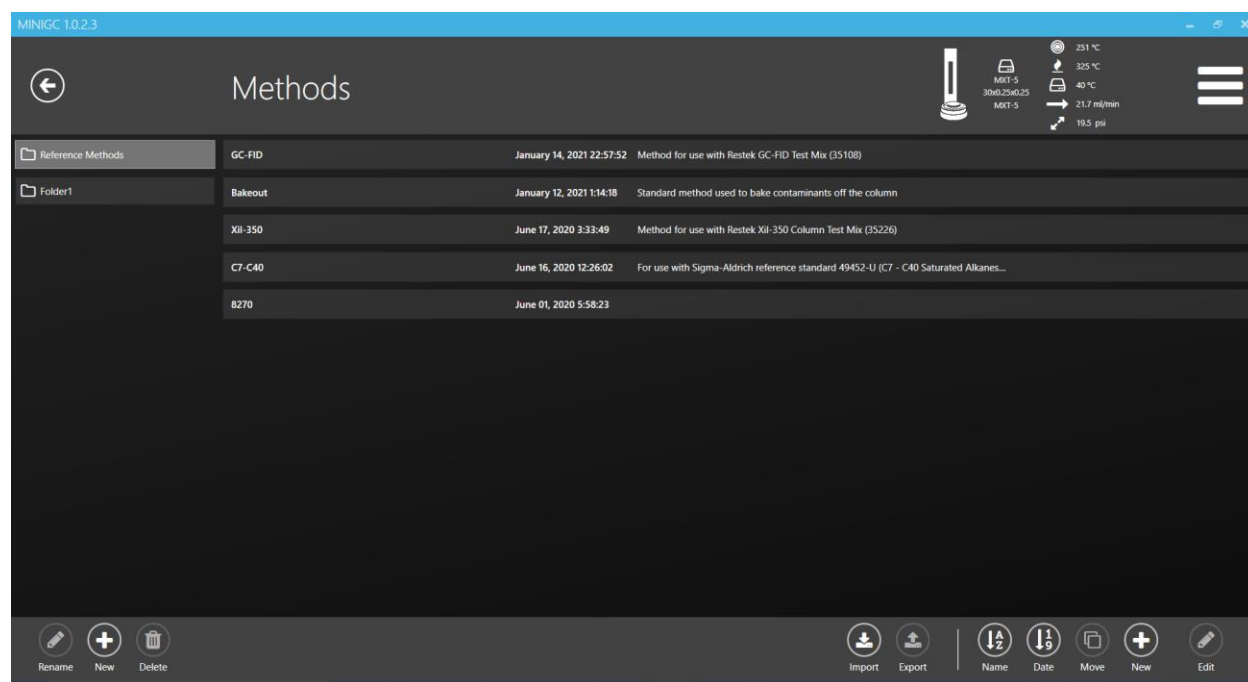 MINIGC 1.0.2.3
Methods
MXT-5
30x0.25x0.25
MXT-5
251 °C
325 °C
40 °C
21.7 ml/min
19.5 psi
Reference Methods
Folder1
GC-FID January 14, 2021 22:57:52 Method for use with Restek GC-FID Test Mix (35108)
Bakeout January 12, 2021 1:14:18 Standard method used to bake contaminants off the column
Xil-350 June 17, 2020 3:33:49 Method for use with Restek Xil-350 Column Test Mix (35226)
C7-C40 June 16, 2020 12:26:02 For use with Sigma-Aldrich reference standard 49452-U (C7 - C40 Saturated Alkanes...
8270 June 01, 2020 5:58:23
Rename New Delete Import Export Name Date Move New Edit